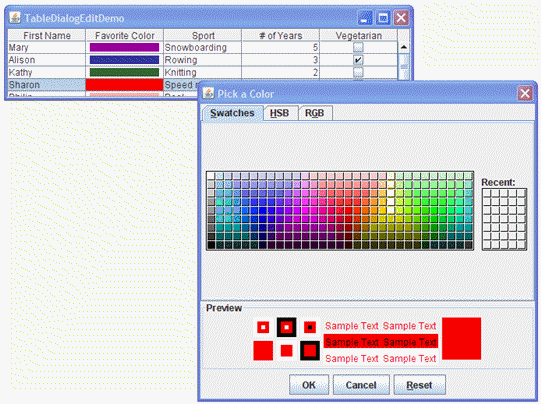 TableDialogEditDemo
First Name Favorite Color Sport # of Years Vegetarian
Mary Snowboarding 5
Alison Rowing 3
Kathy Knitting 2
Sharon Speed
Pick a Color
Swatches HSB RGB
Recent:
Preview
Sample Text Sample Text
Sample Text Sample Text
Sample Text Sample Text
OK Cancel Reset